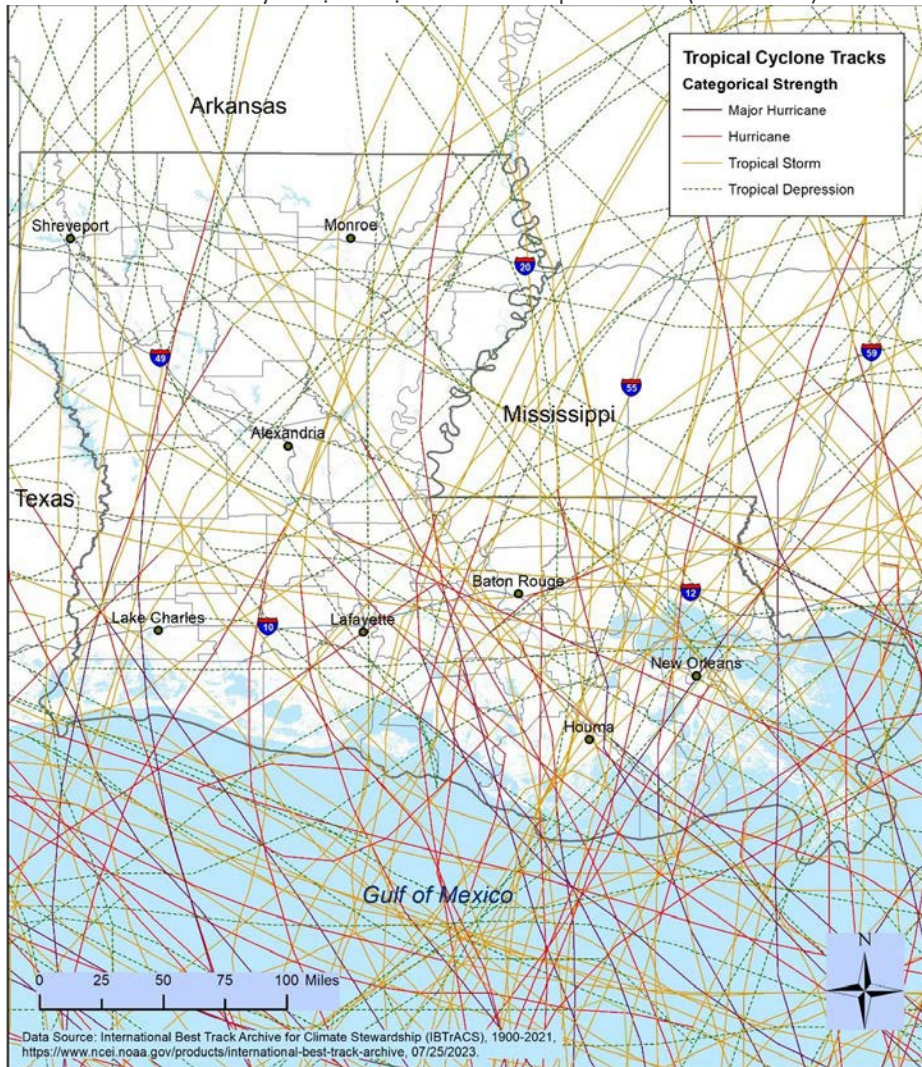 Tropical Cyclone Tracks
Categorical Strength
Major Hurricane
Hurricane
Tropical Storm
Tropical Depression
Arkansas
Shreveport
Monroe
20
49
59
55
Mississippi
Alexandria
Texas
Baton Rouge
12
Lake Charles
10
Lafayette
New Orleans
Houma
Gulf of Mexico
N
0 25 50 75 100 Miles
Data Source: International Best Track Archive for Climate Stewardship (IBTrACS), 1900-2021,
https://www.ncei.noaa.gov/products/international-best-track-archive, 07/25/2023.